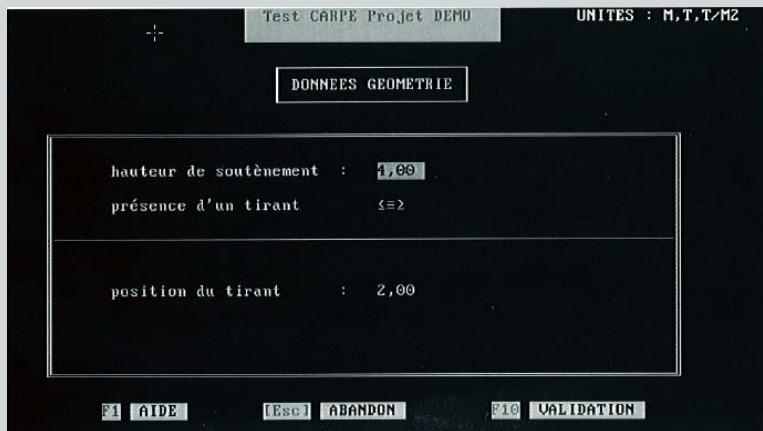 Test CARPE Projet DEMO
UNITES : M,T,T/M2
DONNEES GEOMETRIE
hauteur de soutènement : 4,00
présence d'un tirant ≤≡≥
position du tirant : 2,00
F1 AIDE [Esc] ABANDON F10 VALIDATION